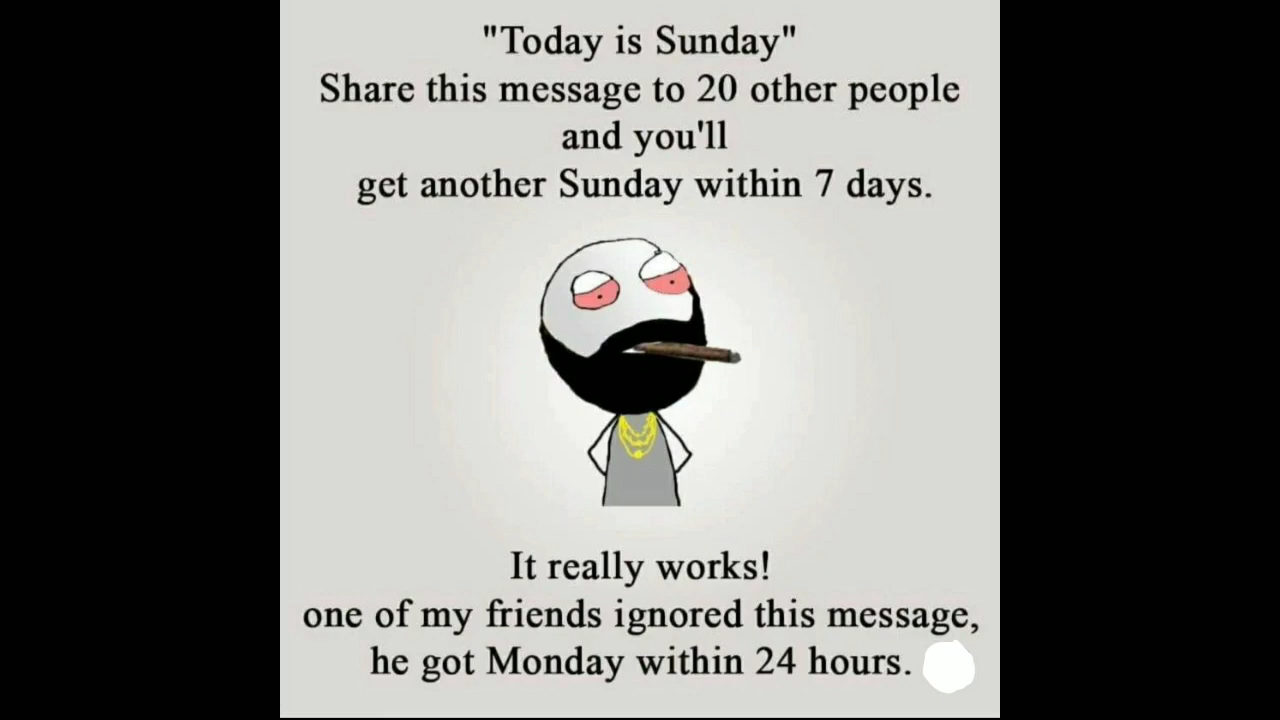 "Today is Sunday"
Share this message to 20 other people
and you'll
get another Sunday within 7 days.
It really works!
one of my friends ignored this message,
he got Monday within 24 hours.